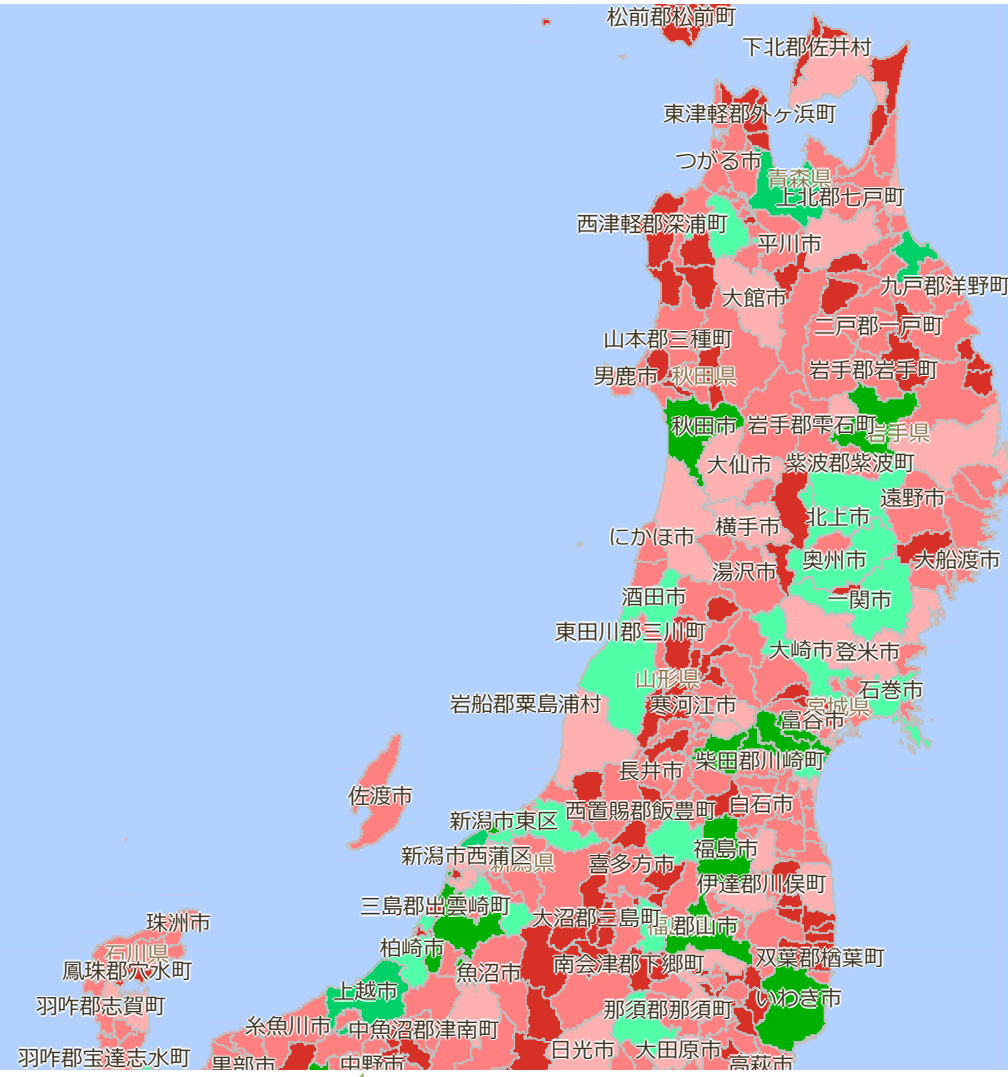 松前郡松前町
下北郡佐井村
東津軽郡外ヶ浜町
つがる市
青森県
上北郡七戸町
西津軽郡深浦町
平川市
九戸郡洋野町
大館市
二戸郡一戸町
山本郡三種町
岩手郡岩手町
男鹿市
秋田県
秋田市
岩手郡雫石町
岩手県
大仙市
紫波郡紫波町
遠野市
北上市
横手市
にかほ市
奥州市
大船渡市
湯沢市
酒田市
一関市
東田川郡三川町
大崎市
登米市
山形県
石巻市
岩船郡粟島浦村
寒河江市
宮城県
富谷市
柴田郡川崎町
長井市
佐渡市
白石市
西置賜郡飯豊町
新潟市東区
福島市
新潟市西蒲区
新潟県
喜多方市
伊達郡川俣町
三島郡出雲崎町
大沼郡三島町
珠洲市
福
郡山市
柏崎市
石川県
双葉郡楢葉町
鳳珠郡穴水町
魚沼市
南会津郡下郷町
上越市
いわき市
羽咋郡志賀町
那須郡那須町
糸魚川市
中魚沼郡津南町
日光市
大田原市
羽咋郡宝達志水町
黒部市
中野市
高萩市